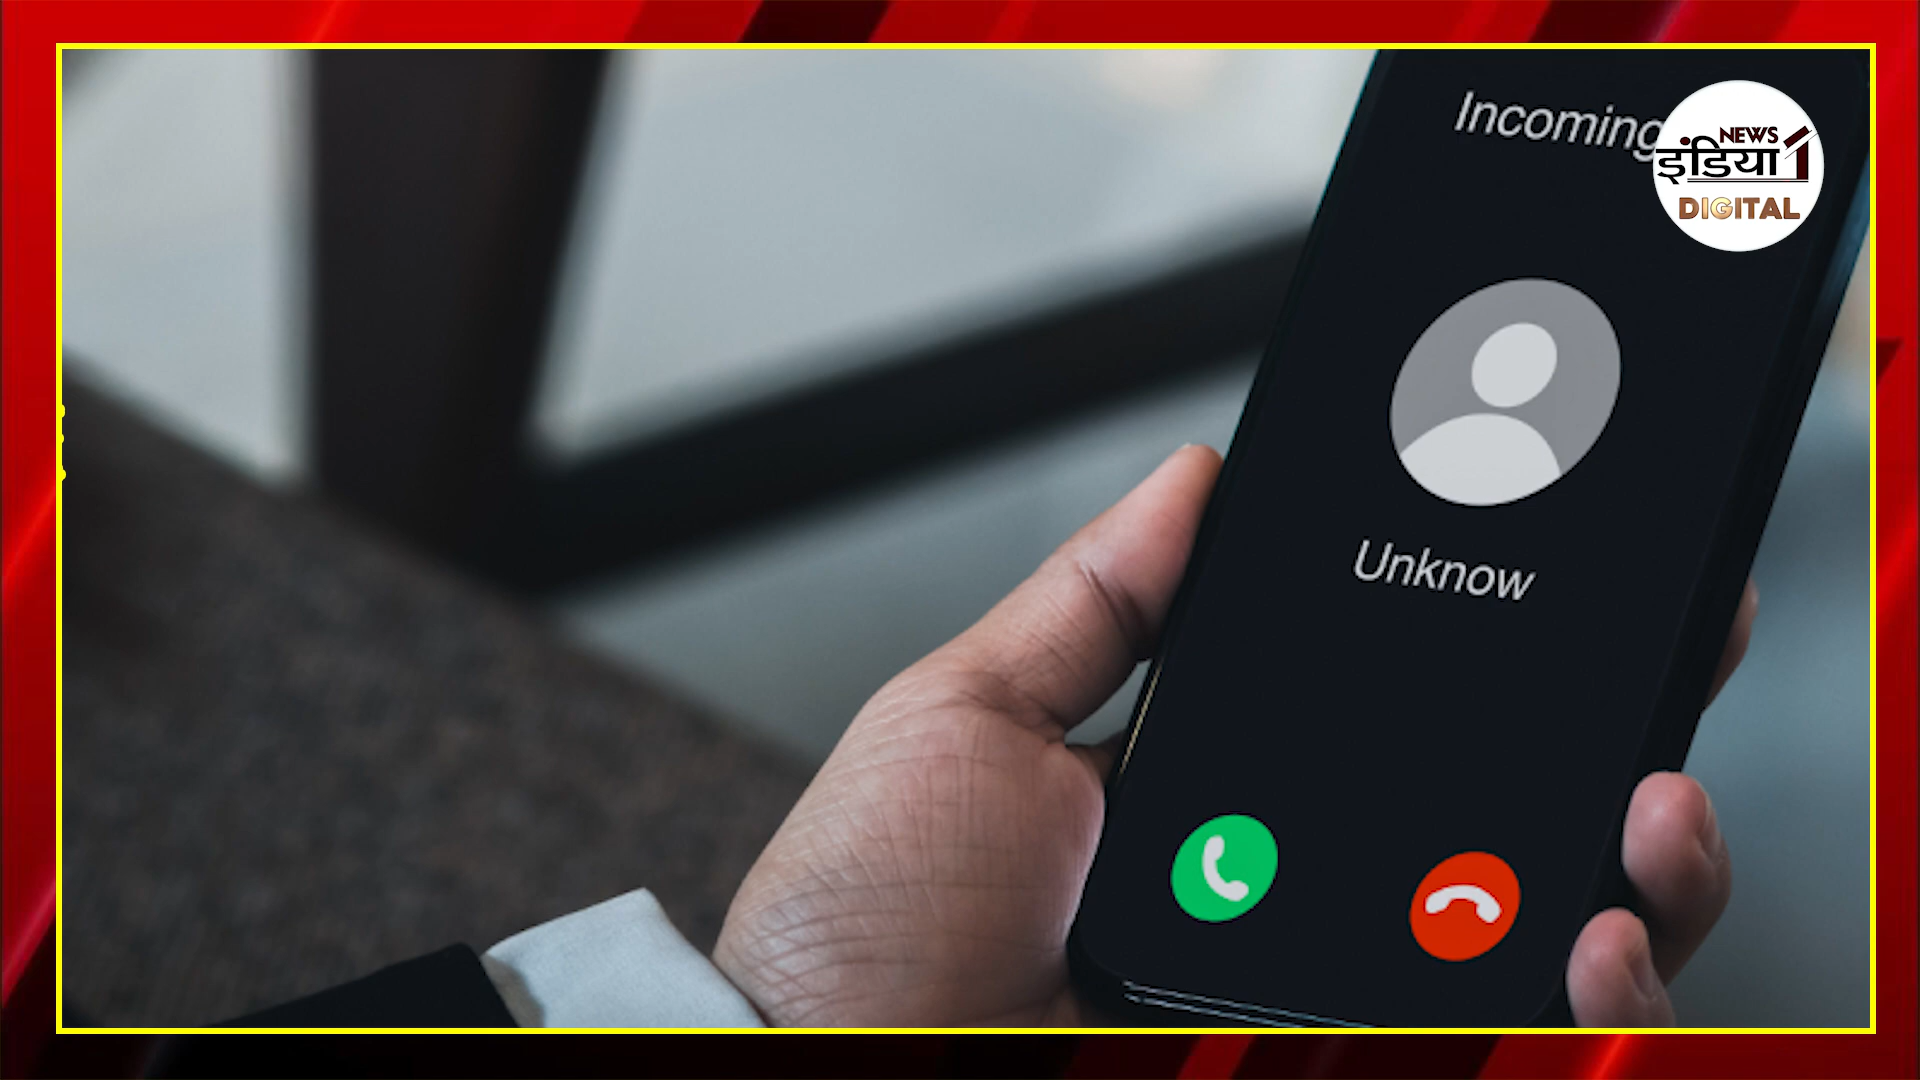 Incoming
NEWS
इंडिया 1
DIGITAL
Unknow